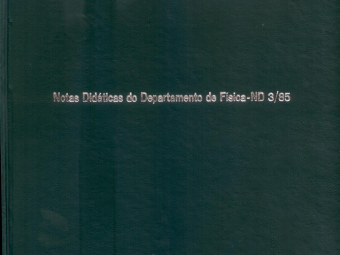 Notas Didáticas do Departamento de Física-ND 3/85